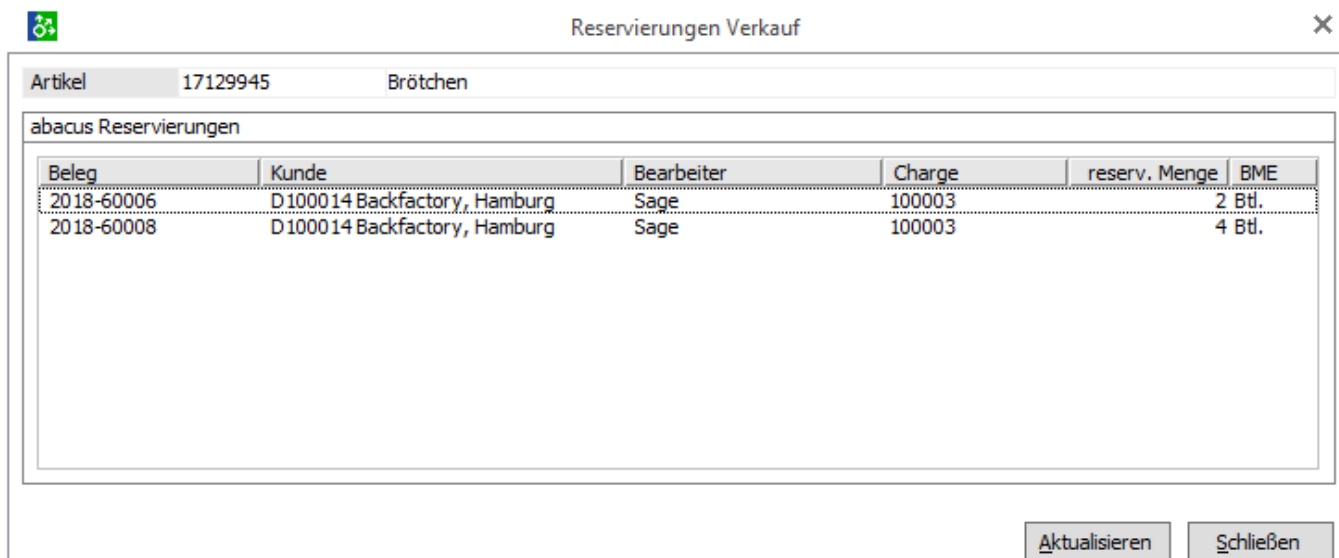 Reservierungen Verkauf
Artikel 17129945 Brötchen
abacus Reservierungen
Beleg Kunde Bearbeiter Charge reserv. Menge BME
2018-60006 D100014 Backfactory, Hamburg Sage 100003 2 Btl.
2018-60008 D100014 Backfactory, Hamburg Sage 100003 4 Btl.
Aktualisieren Schließen